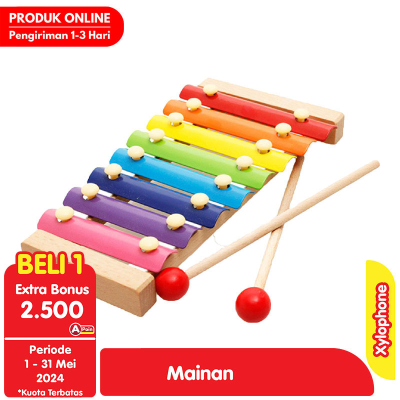 PRODUK ONLINE
Pengiriman 1-3 Hari
BELI 1
Extra Bonus
2.500
A-Poin
Periode
1 - 31 Mei
2024
*Kuota Terbatas
Mainan
Xylophone